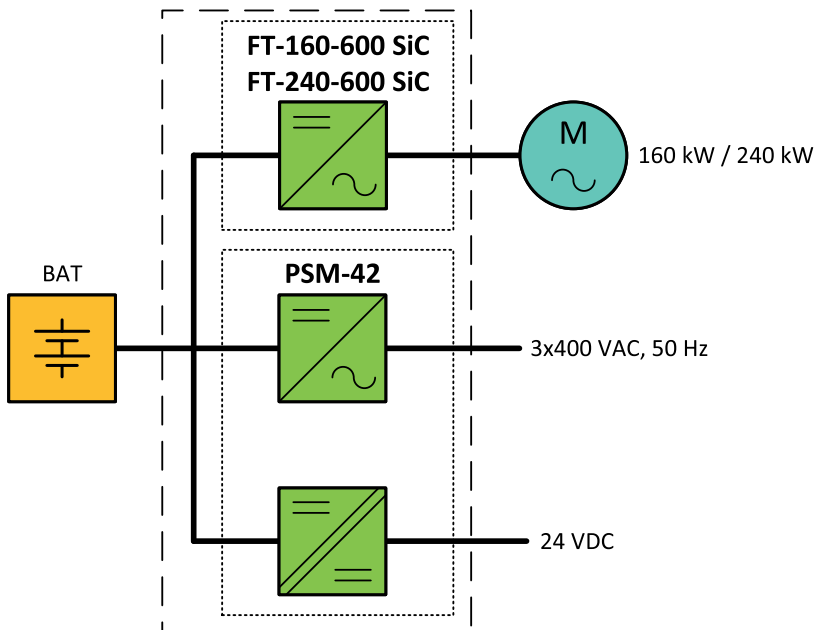 FT-160-600 SiC
FT-240-600 SiC
M
160 kW / 240 kW
BAT
PSM-42
3x400 VAC, 50 Hz
24 VDC